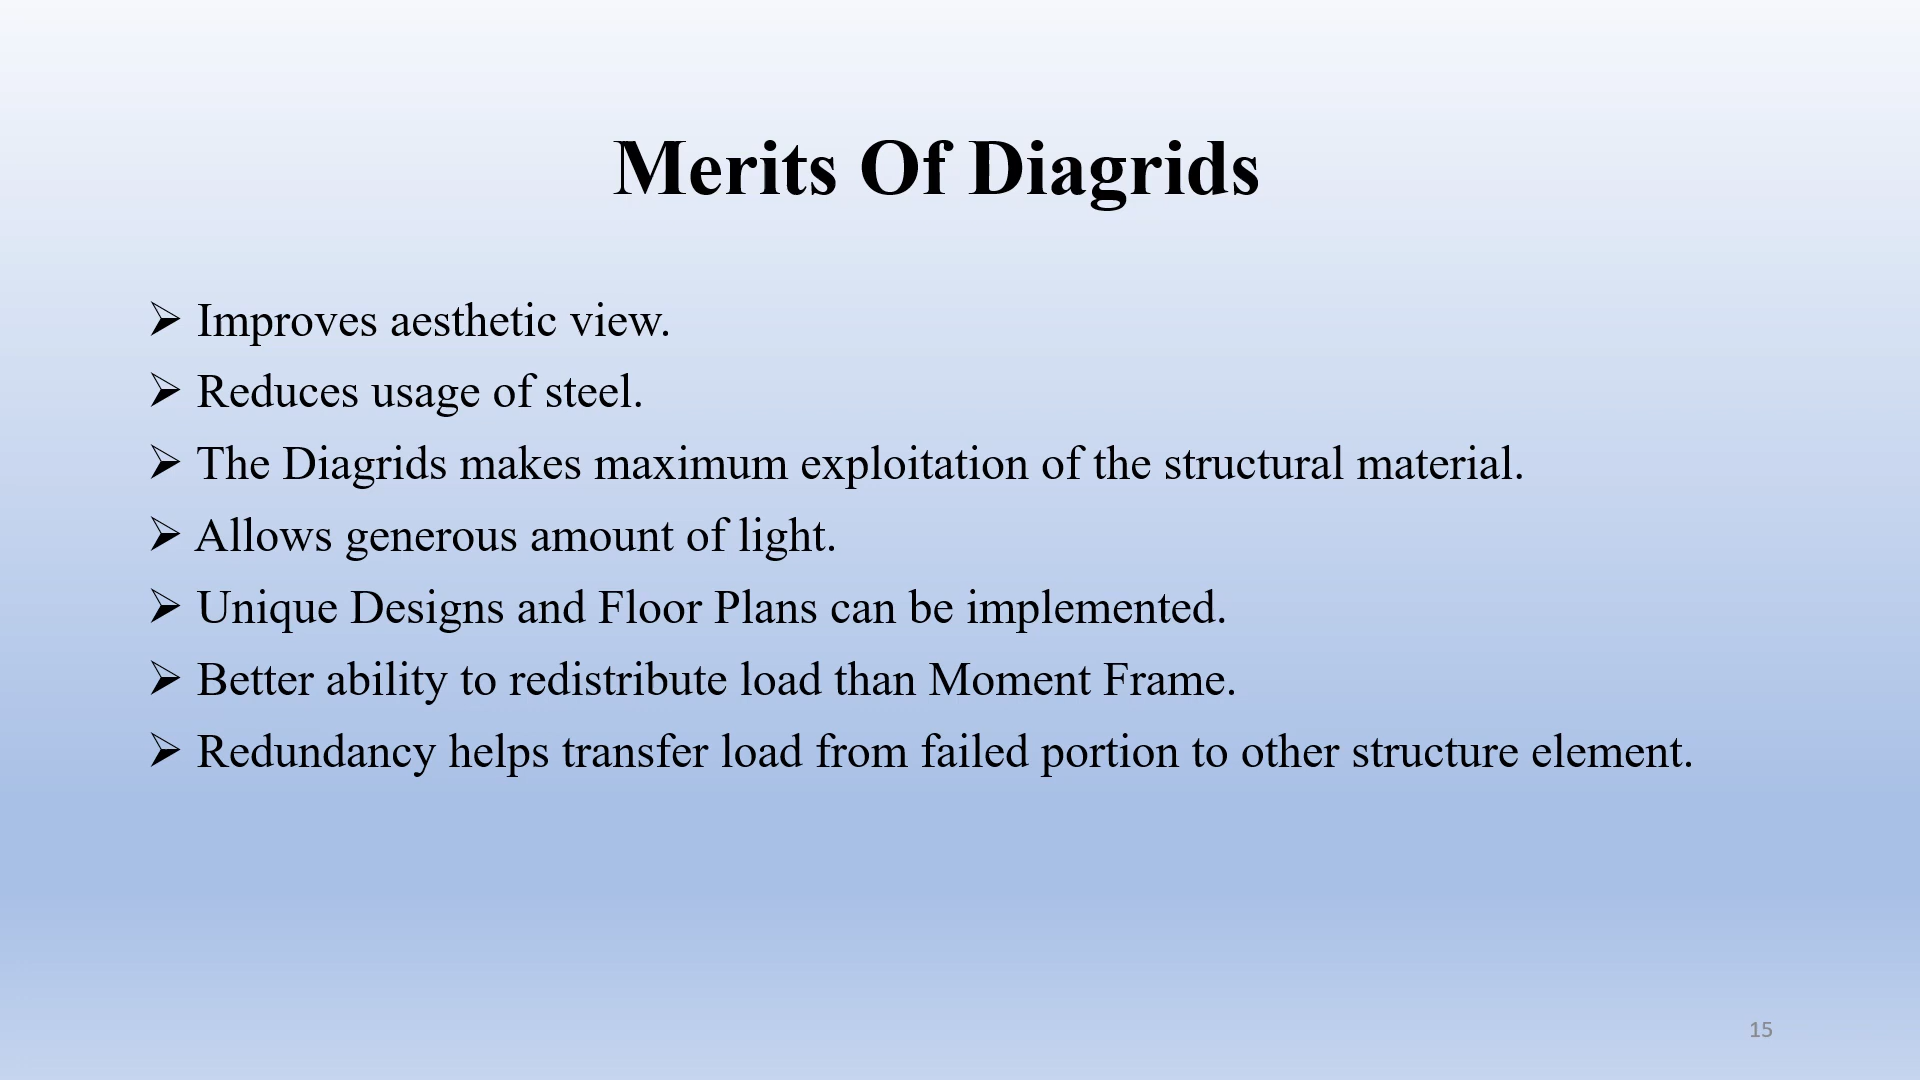 Merits Of Diagrids
➢ Improves aesthetic view.
➢ Reduces usage of steel.
➢ The Diagrids makes maximum exploitation of the structural material.
➢ Allows generous amount of light.
➢ Unique Designs and Floor Plans can be implemented.
➢ Better ability to redistribute load than Moment Frame.
➢ Redundancy helps transfer load from failed portion to other structure element.
15